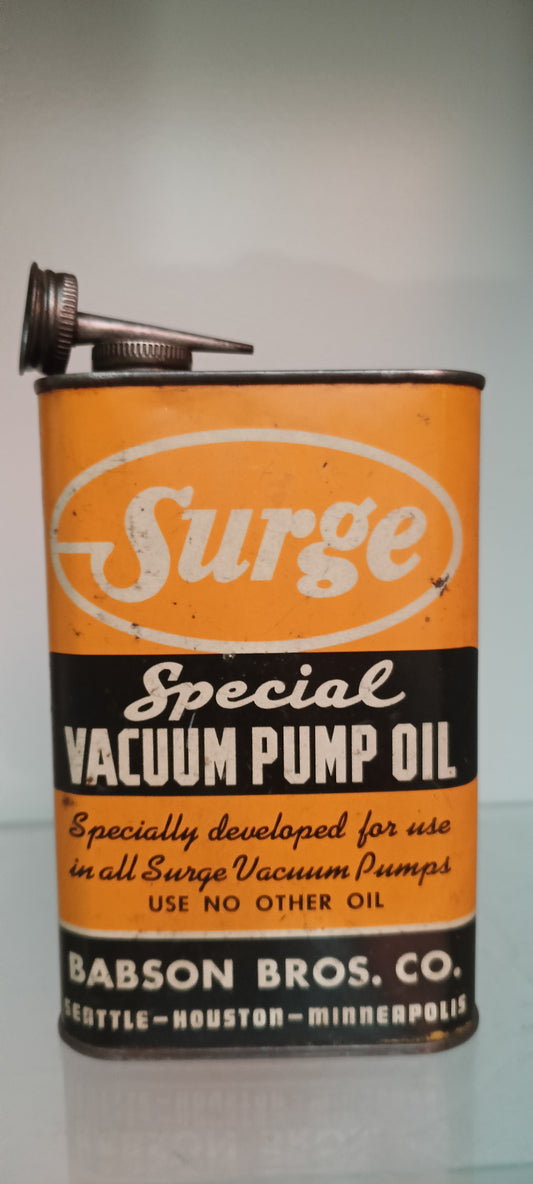 Surge
Special
VACUUM PUMP OIL
Specially developed for use
in all Surge Vacuum Pumps
USE NO OTHER OIL
BABSON BROS. CO.
SEATTLE-HOUSTON-MINNEAPOLIS